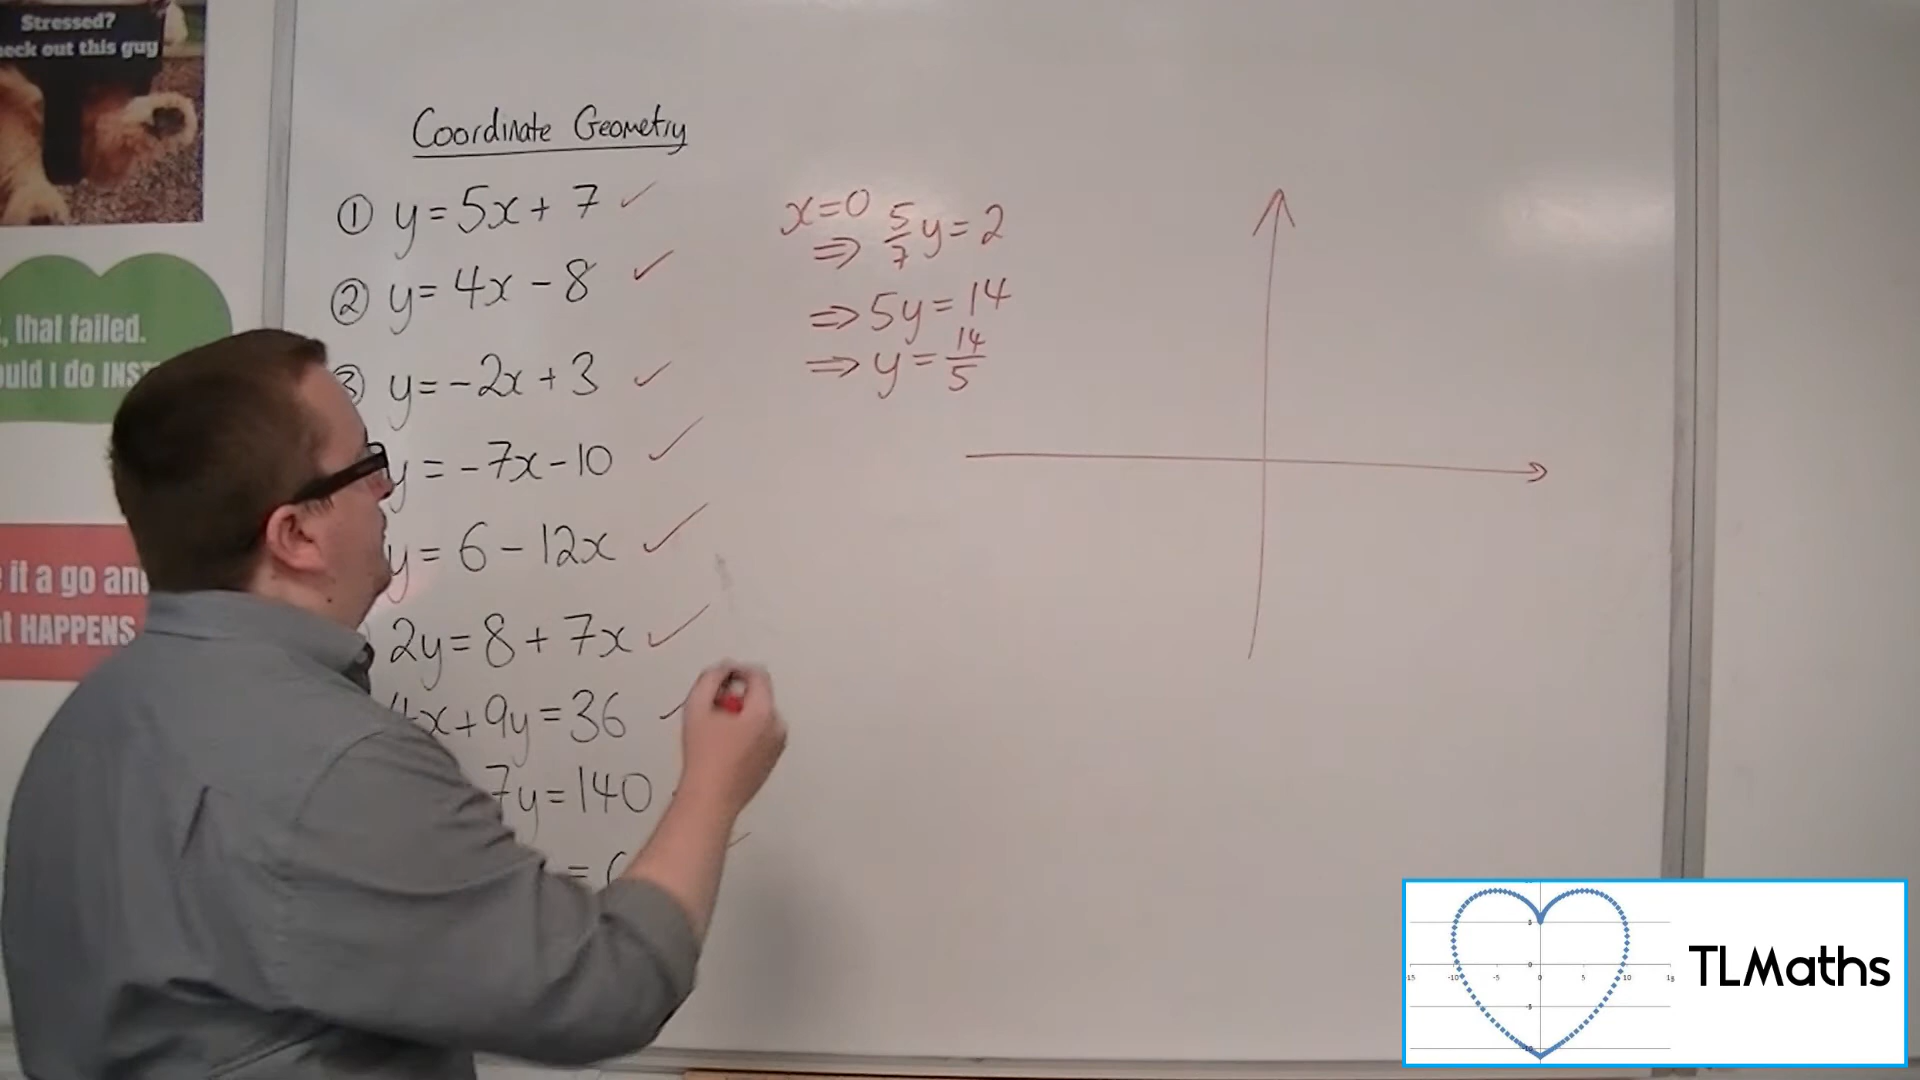 Stressed?
eck out this guy
, that failed.
ould I do INST
it a go an
HAPPENS
Coordinate Geometry
① y=5x+7 ✓
② y=4x-8 ✓
③ y=-2x+3 ✓
y=-7x-10 ✓
y=6-12x ✓
2y=8+7x ✓
4x+9y=36 ✓
7y=140
=
x=0
⇒ 5/7 y=2
⇒ 5y=14
⇒ y=14/5
TLMaths